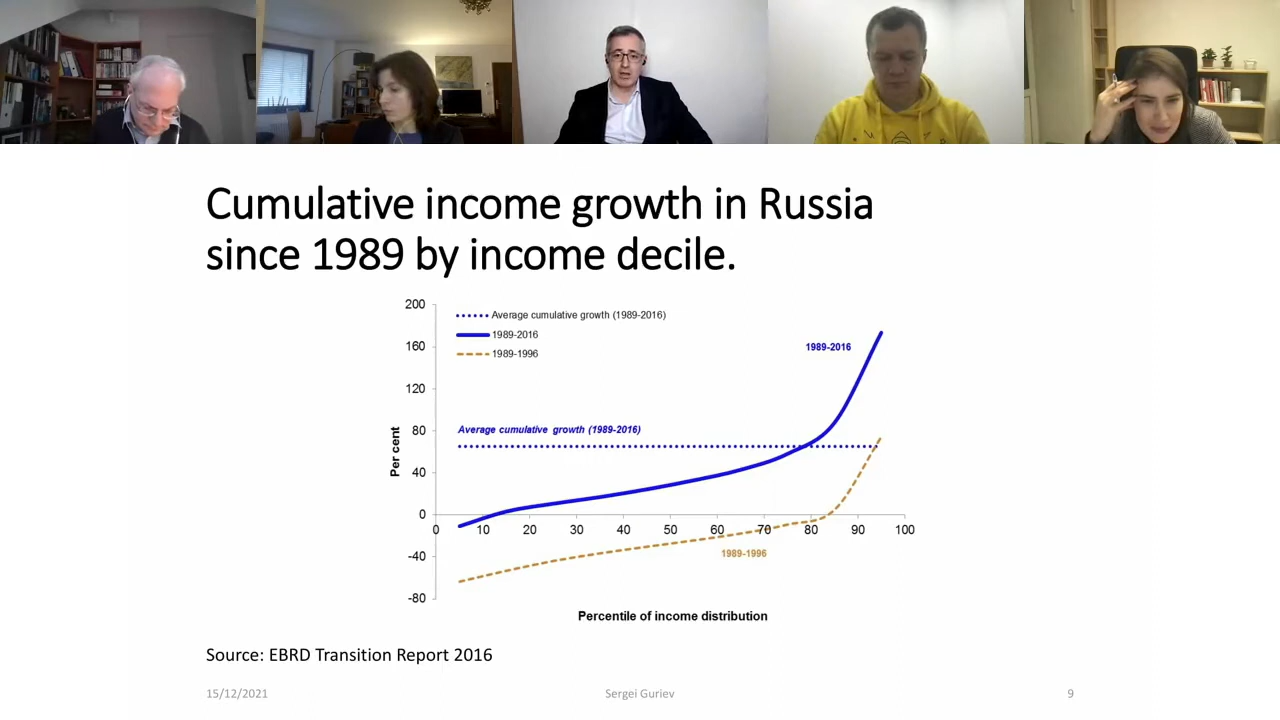 Cumulative income growth in Russia
since 1989 by income decile.
200
160
120
80
40
0
-40
-80
Per cent
Average cumulative growth (1989-2016)
1989-2016
1989-1996
1989-2016
Average cumulative growth (1989-2016)
1989-1996
0 10 20 30 40 50 60 70 80 90 100
Percentile of income distribution
Source: EBRD Transition Report 2016
15/12/2021 Sergei Guriev 9